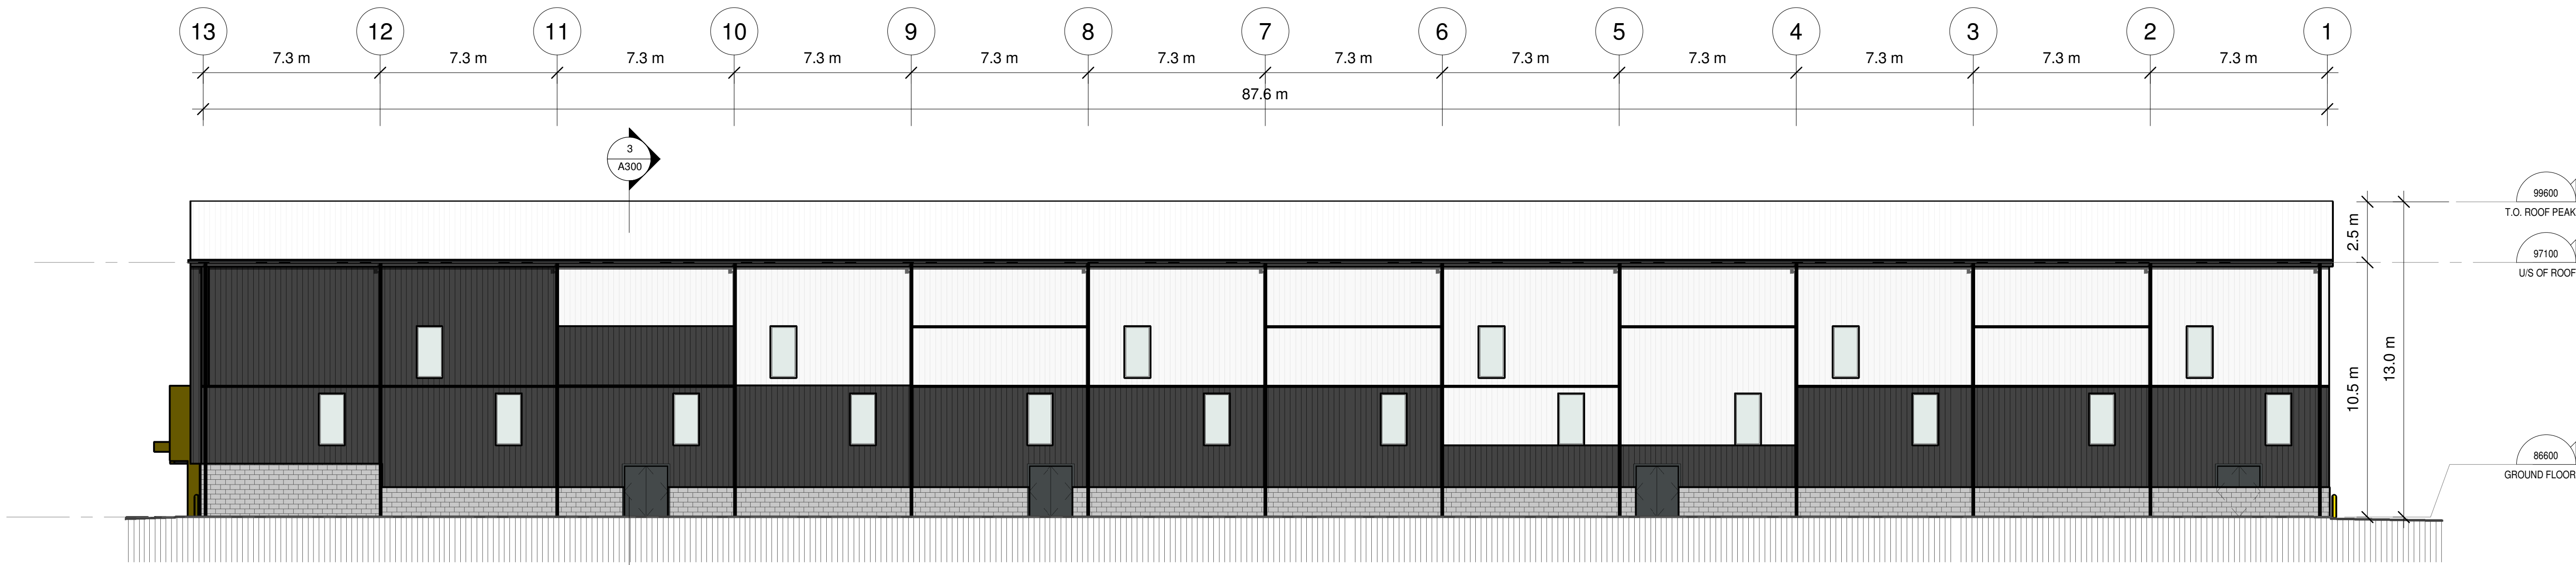 13 12 11 10 9 8 7 6 5 4 3 2 1
7.3 m 7.3 m 7.3 m 7.3 m 7.3 m 7.3 m 7.3 m 7.3 m 7.3 m 7.3 m 7.3 m 7.3 m
87.6 m
3
A300
99600
T.O. ROOF PEAK
2.5 m
97100
U/S OF ROOF
13.0 m
10.5 m
86600
GROUND FLOOR